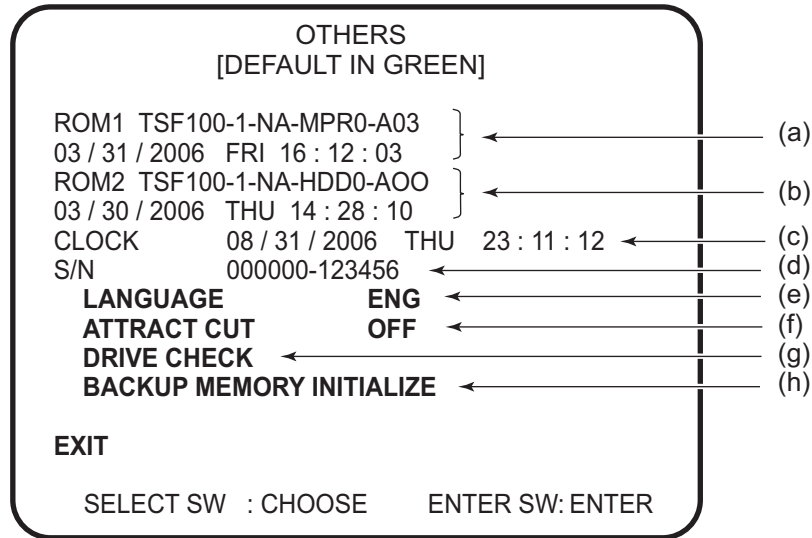 OTHERS
[DEFAULT IN GREEN]
ROM1 TSF100-1-NA-MPR0-A03 (a)
03 / 31 / 2006 FRI 16 : 12 : 03
ROM2 TSF100-1-NA-HDD0-AOO (b)
03 / 30 / 2006 THU 14 : 28 : 10
CLOCK 08 / 31 / 2006 THU 23 : 11 : 12 (c)
S/N 000000-123456 (d)
LANGUAGE ENG (e)
ATTRACT CUT OFF (f)
DRIVE CHECK (g)
BACKUP MEMORY INITIALIZE (h)
EXIT
SELECT SW : CHOOSE ENTER SW: ENTER